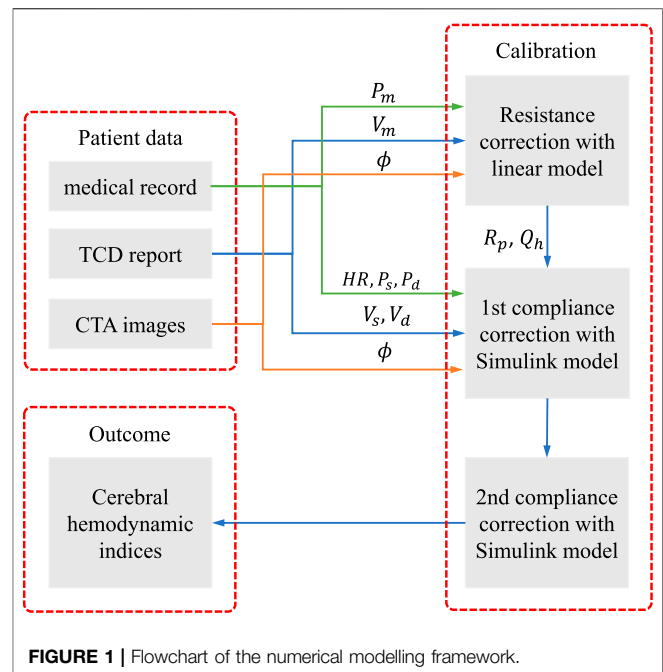 Patient data
medical record
TCD report
CTA images
P_m
V_m
ϕ
HR, P_s, P_d
V_s, V_d
ϕ
Calibration
Resistance
correction with
linear model
R_p, Q_h
1st compliance
correction with
Simulink model
2nd compliance
correction with
Simulink model
Outcome
Cerebral
hemodynamic
indices
FIGURE 1 | Flowchart of the numerical modelling framework.